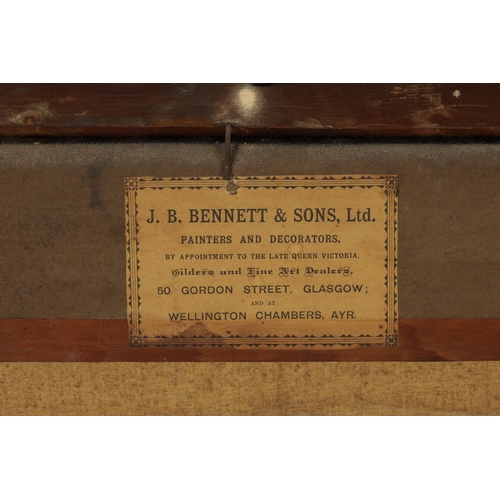 J. B. BENNETT & SONS, Ltd.
PAINTERS AND DECORATORS,
BY APPOINTMENT TO THE LATE QUEEN VICTORIA.
Gilders and Fine Art Dealers,
50 GORDON STREET, GLASGOW;
AND AT
WELLINGTON CHAMBERS, AYR.